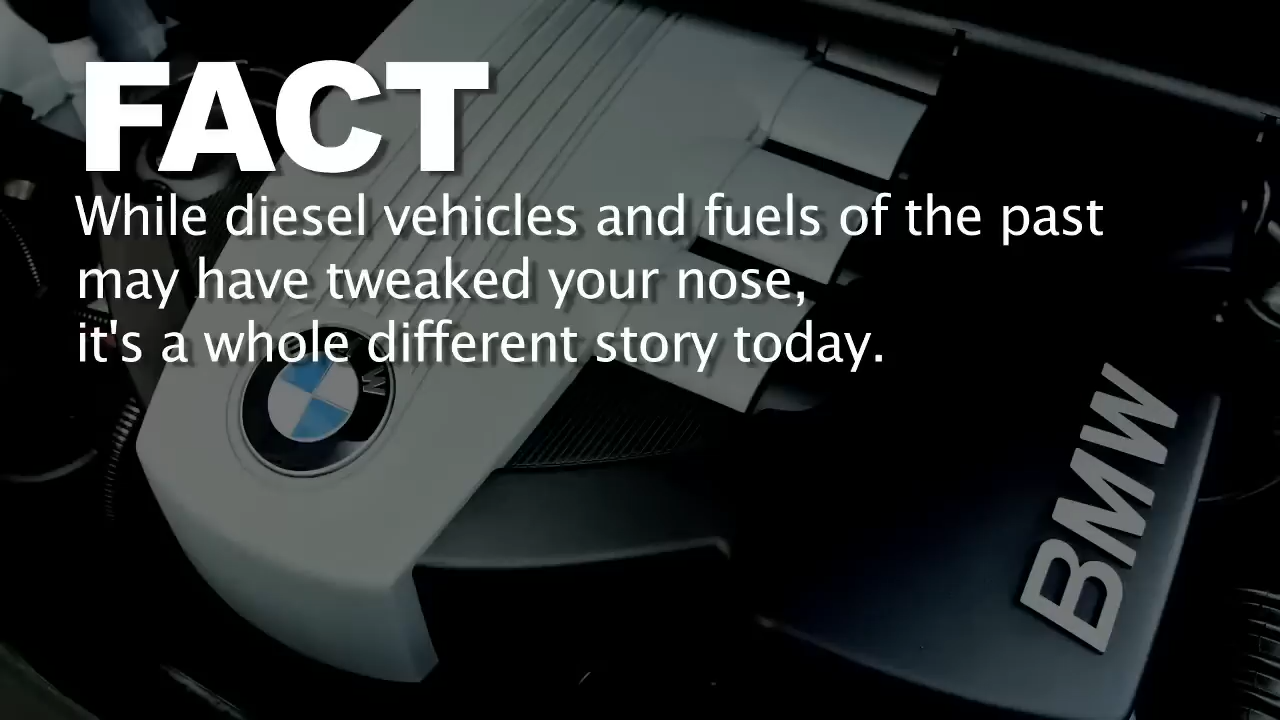 FACT
While diesel vehicles and fuels of the past
may have tweaked your nose,
it's a whole different story today.
BMW